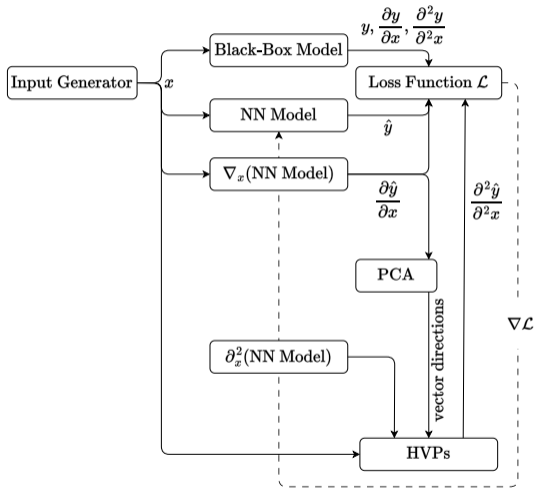 y, ∂y/∂x, ∂²y/∂²x
Black-Box Model
Input Generator
x
Loss Function ℒ
NN Model
ŷ
∇ₓ(NN Model)
∂ŷ/∂x
∂²ŷ/∂²x
PCA
∇ℒ
vector directions
∂²ₓ(NN Model)
HVPs